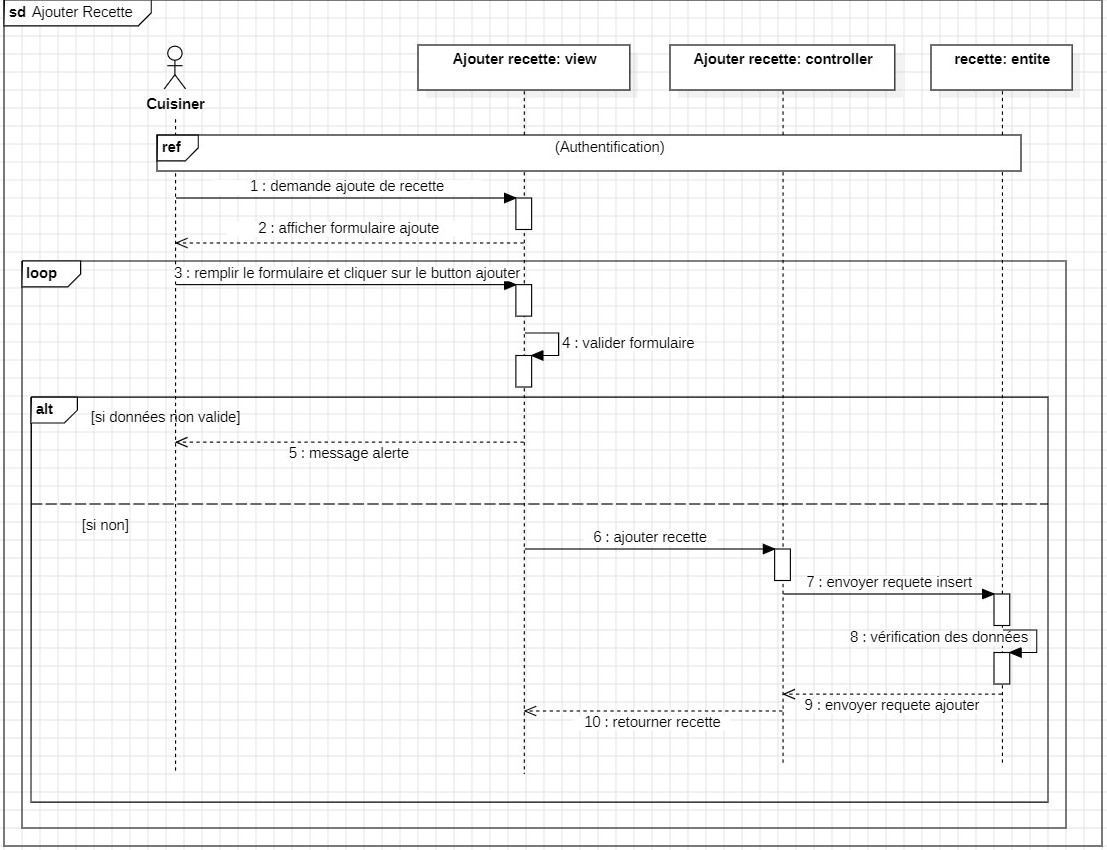 sd Ajouter Recette
Ajouter recette: view
Ajouter recette: controller
recette: entite
Cuisiner
ref
(Authentification)
1 : demande ajoute de recette
2 : afficher formulaire ajoute
loop
3 : remplir le formulaire et cliquer sur le button ajouter
4 : valider formulaire
alt
[si données non valide]
5 : message alerte
[si non]
6 : ajouter recette
7 : envoyer requete insert
8 : vérification des données
9 : envoyer requete ajouter
10 : retourner recette